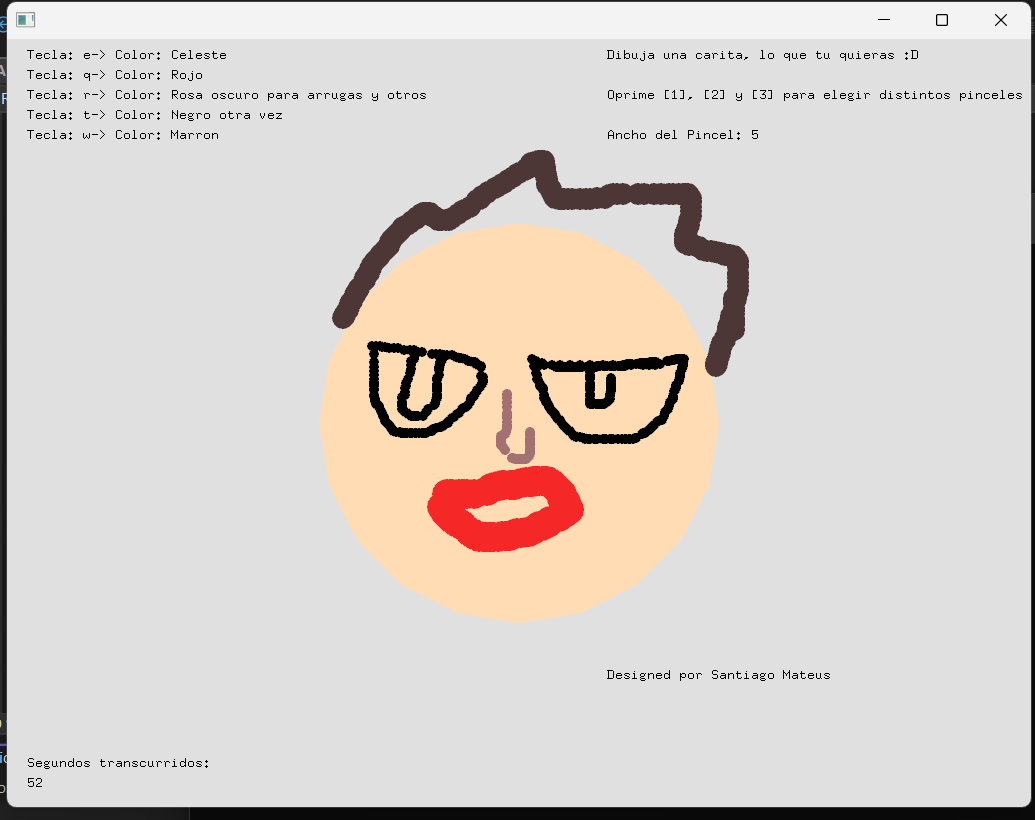 Tecla: e-> Color: Celeste
Tecla: q-> Color: Rojo
Tecla: r-> Color: Rosa oscuro para arrugas y otros
Tecla: t-> Color: Negro otra vez
Tecla: w-> Color: Marron
Dibuja una carita, lo que tu quieras :D
Oprime [1], [2] y [3] para elegir distintos pinceles
Ancho del Pincel: 5
Designed por Santiago Mateus
Segundos transcurridos:
52